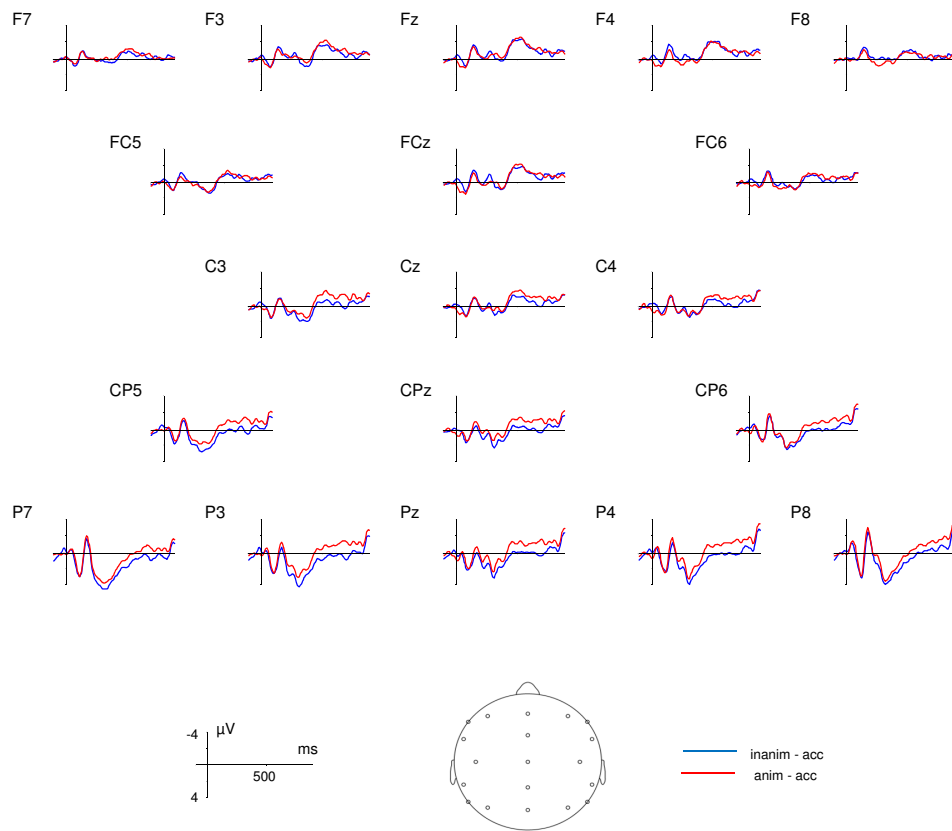 F7 F3 Fz F4 F8
FC5 FCz FC6
C3 Cz C4
CP5 CPz CP6
P7 P3 Pz P4 P8
-4 µV
ms
500
4
inanim - acc
anim - acc